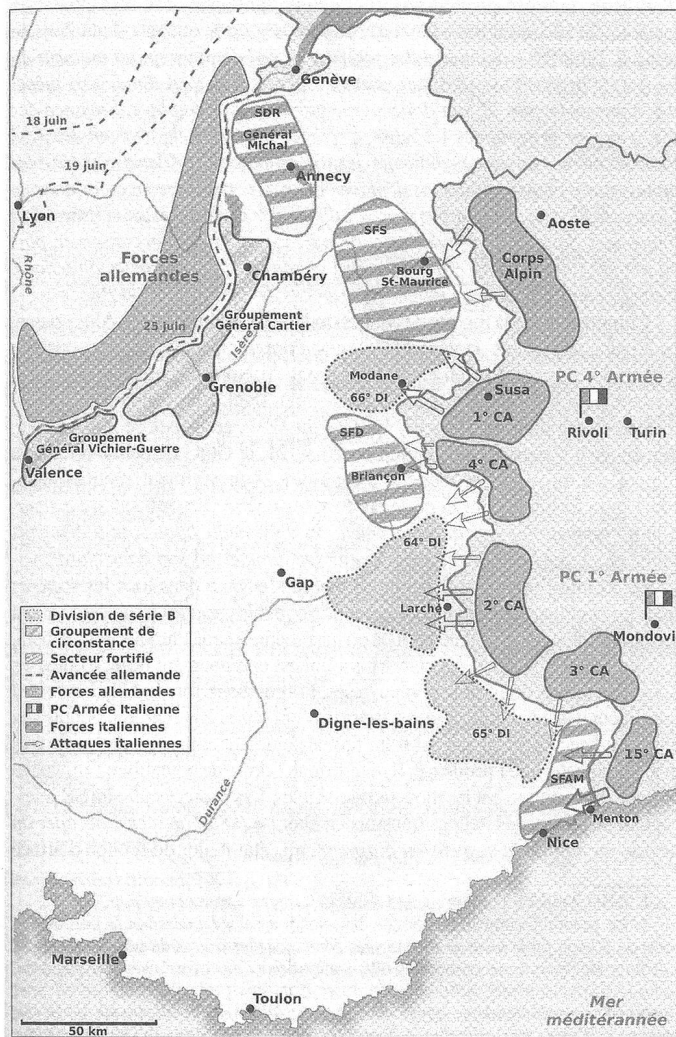 Genève
18 juin
SDR
Général
Michal
19 juin
Annecy
Lyon
Aoste
Rhône
SFS
Forces
allemandes
Corps
Alpin
Bourg
St-Maurice
Chambéry
Groupement
Général Cartier
25 juin
Isère
Modane
66° DI
Susa
PC 4° Armée
Grenoble
1° CA
Rivoli
Turin
Groupement
Général Vichier-Guerre
SFD
Valence
4° CA
Briançon
64° DI
Gap
PC 1° Armée
2° CA
Larche
Mondovi
Division de série B
Groupement de
circonstance
Secteur fortifié
Avancée allemande
Forces allemandes
PC Armée Italienne
Forces italiennes
Attaques italiennes
3° CA
Digne-les-bains
65° DI
15° CA
SFAM
Durance
Menton
Nice
Marseille
Toulon
Mer
méditérrannée
50 km